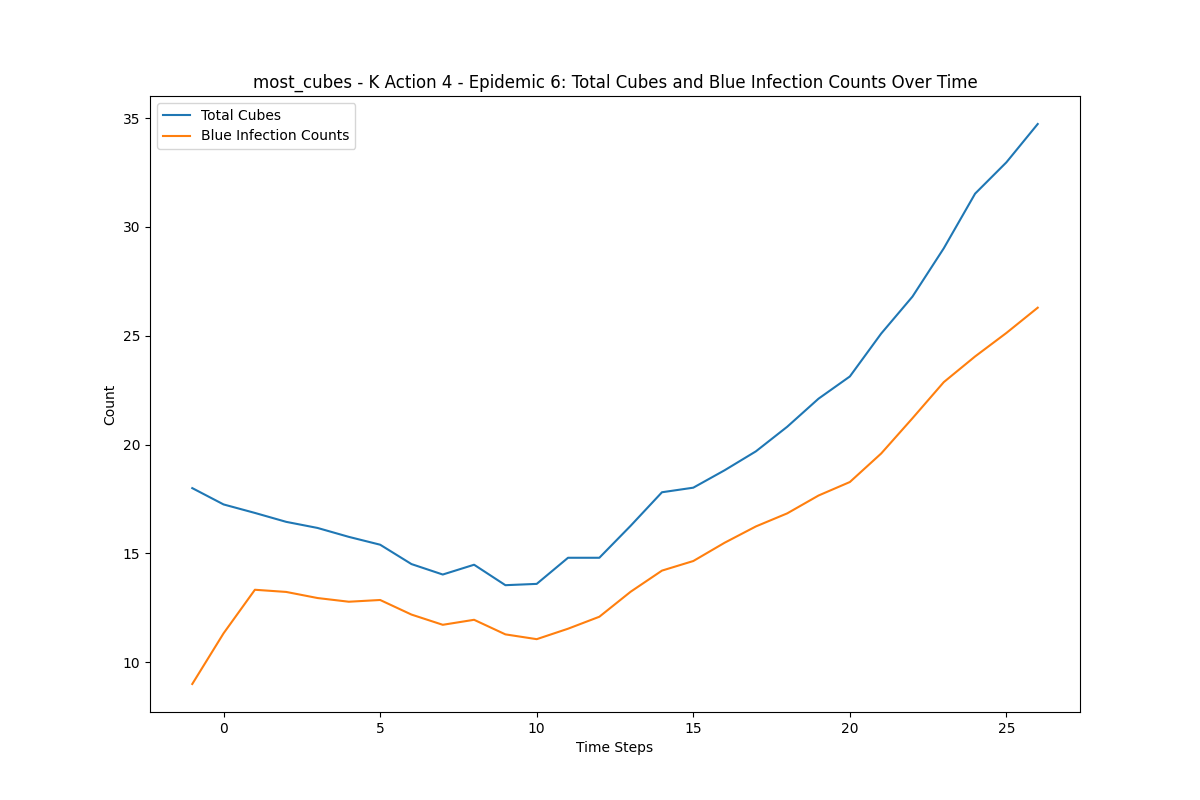 most_cubes - K Action 4 - Epidemic 6: Total Cubes and Blue Infection Counts Over Time
Total Cubes
Blue Infection Counts
35
30
25
20
15
10
Count
0 5 10 15 20 25
Time Steps